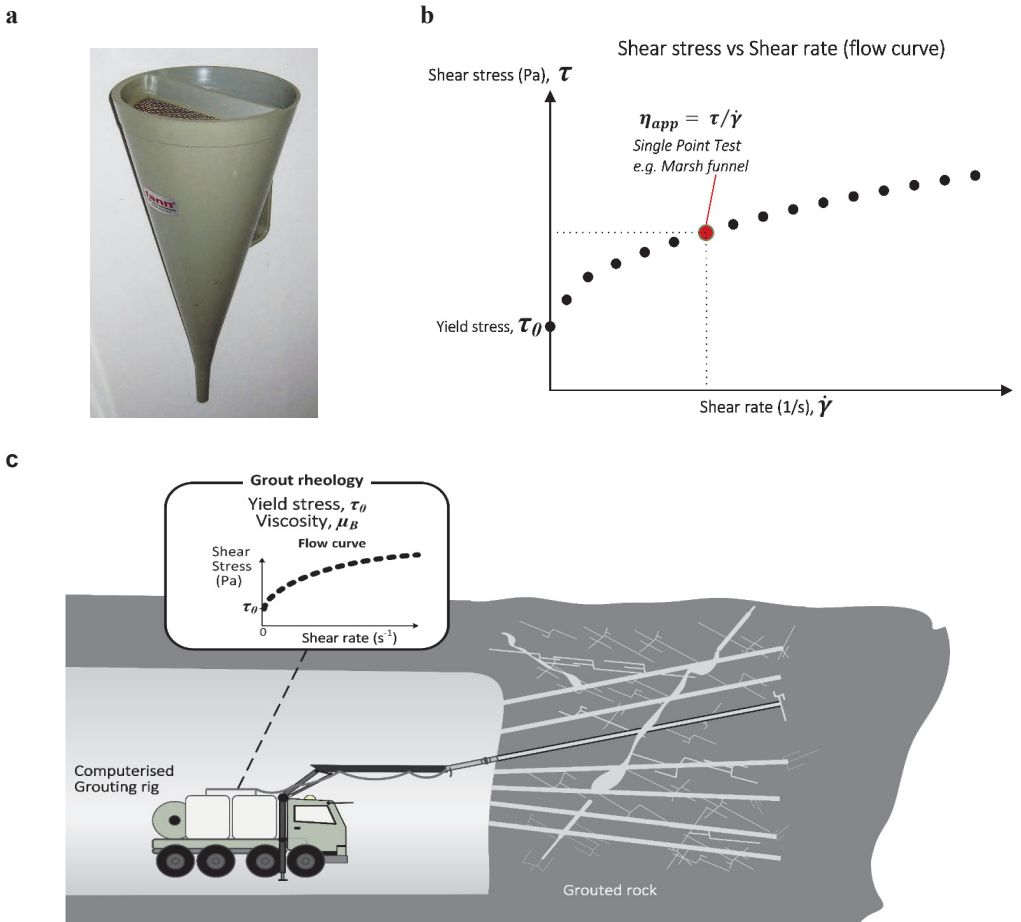 a
b
Shear stress vs Shear rate (flow curve)
Shear stress (Pa), τ
η_app = τ/γ̇
Single Point Test
e.g. Marsh funnel
Yield stress, τ₀
Shear rate (1/s), γ̇
c
Grout rheology
Yield stress, τ₀
Viscosity, μ_B
Flow curve
Shear
Stress
(Pa)
τ₀
0
Shear rate (s⁻¹)
Computerised
Grouting rig
Grouted rock